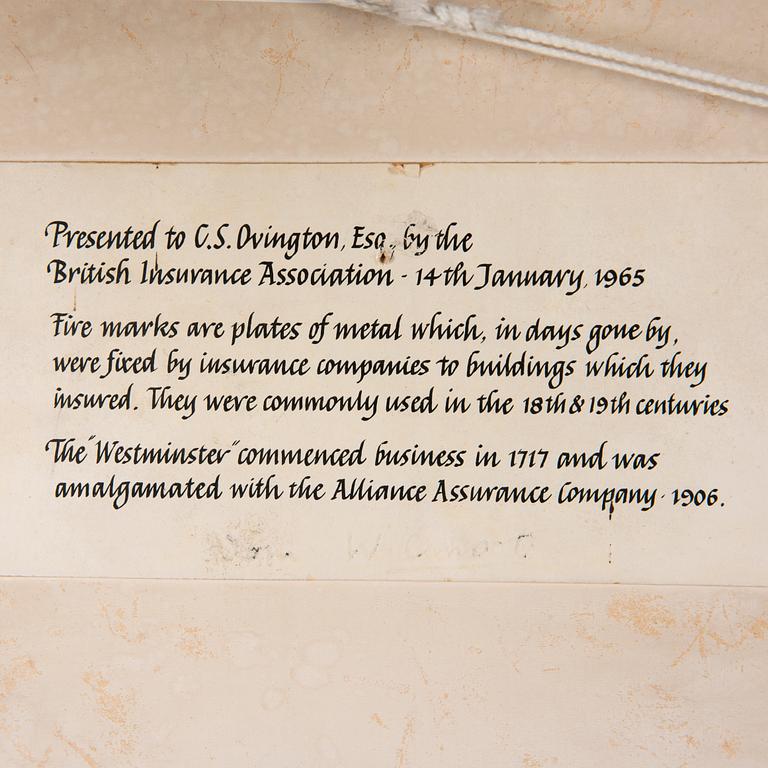 Presented to C.S. Ovington, Esq., by the
British Insurance Association - 14th January, 1965
Fire marks are plates of metal which, in days gone by,
were fixed by insurance companies to buildings which they
insured. They were commonly used in the 18th & 19th centuries
The "Westminster" commenced business in 1717 and was
amalgamated with the Alliance Assurance Company · 1906.